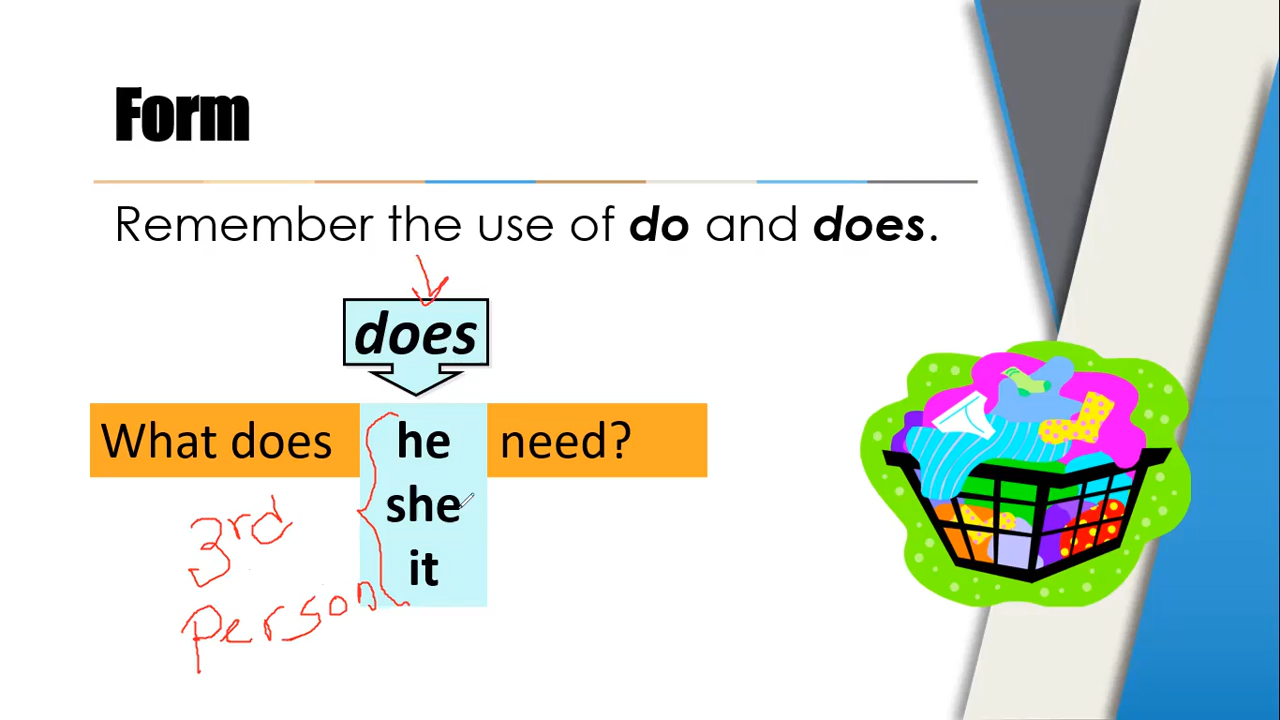 Form
Remember the use of do and does.
does
What does he need?
she
it
3rd
person